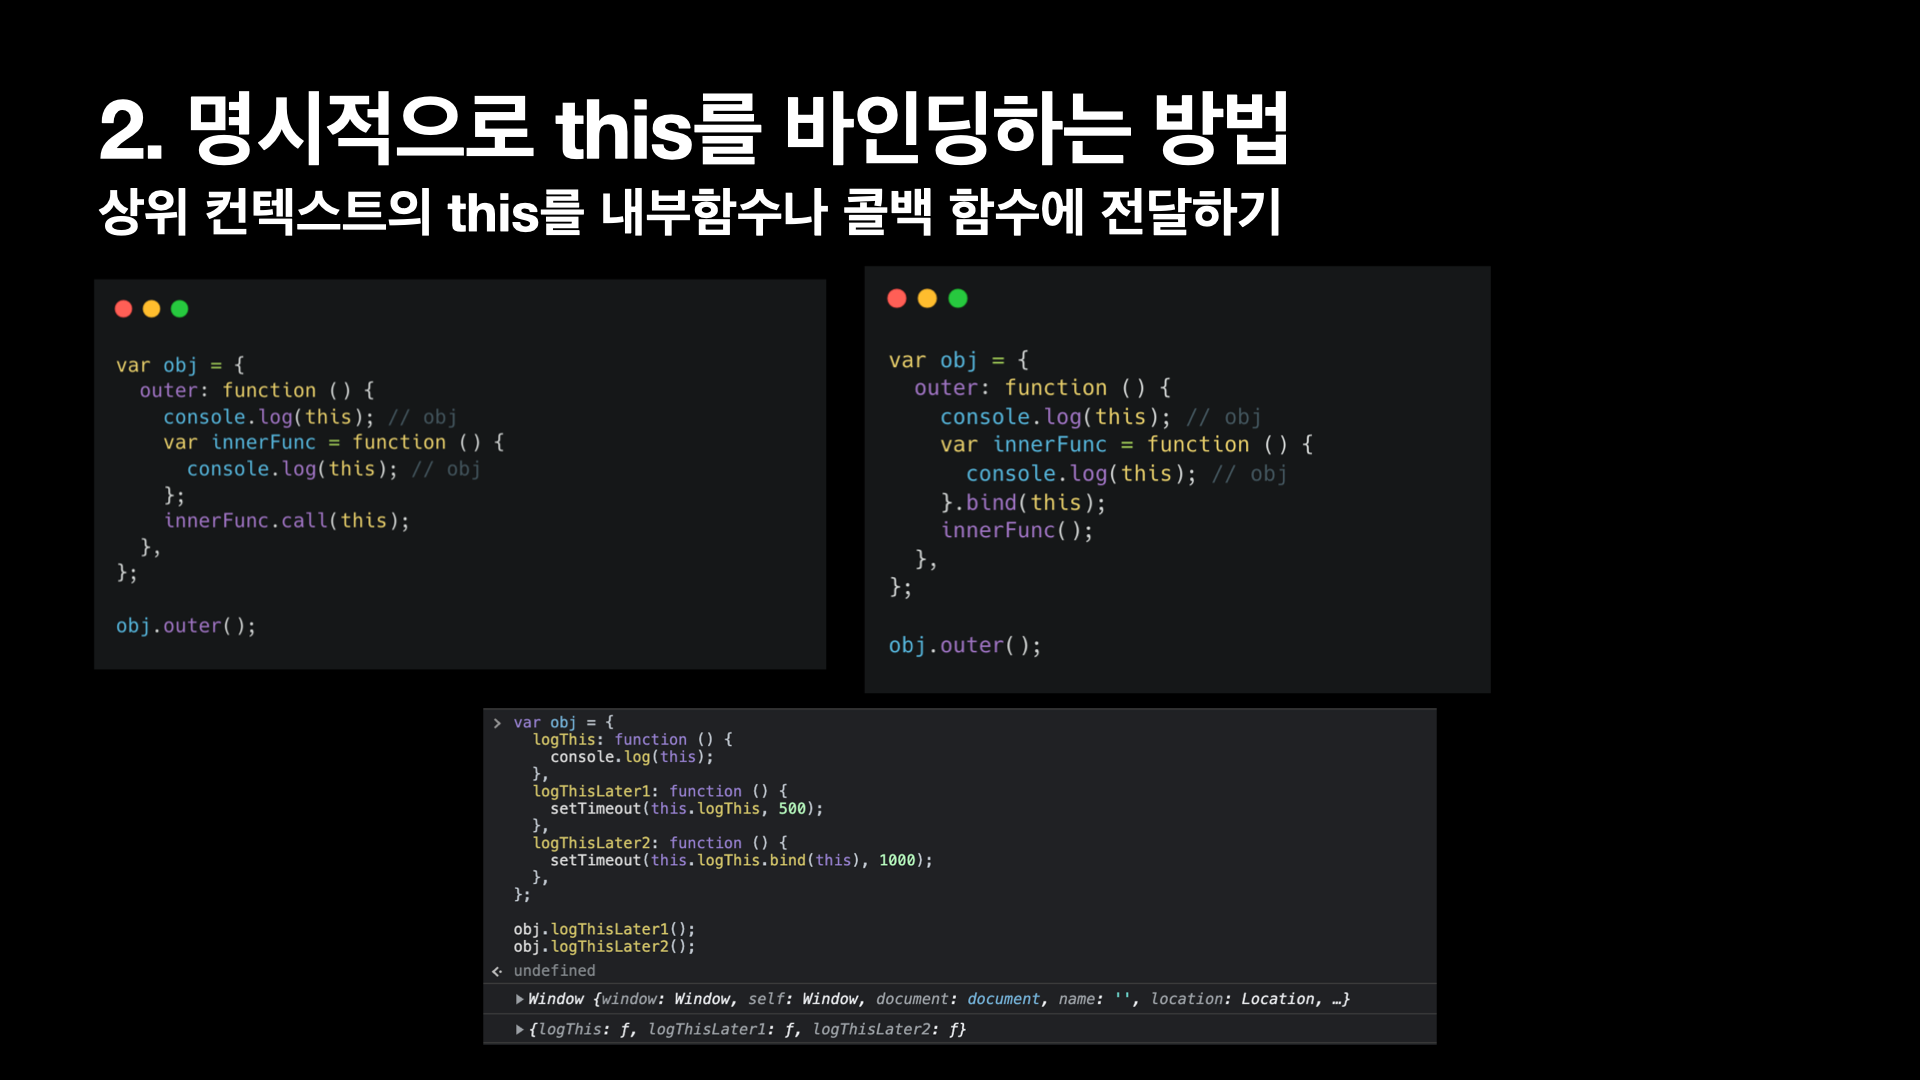 2. 명시적으로 this를 바인딩하는 방법
상위 컨텍스트의 this를 내부함수나 콜백 함수에 전달하기
var obj = {
  outer: function () {
    console.log(this); // obj
    var innerFunc = function () {
      console.log(this); // obj
    };
    innerFunc.call(this);
  },
};

obj.outer();
var obj = {
  outer: function () {
    console.log(this); // obj
    var innerFunc = function () {
      console.log(this); // obj
    }.bind(this);
    innerFunc();
  },
};

obj.outer();
> var obj = {
    logThis: function () {
      console.log(this);
    },
    logThisLater1: function () {
      setTimeout(this.logThis, 500);
    },
    logThisLater2: function () {
      setTimeout(this.logThis.bind(this), 1000);
    },
  };

  obj.logThisLater1();
  obj.logThisLater2();
undefined
▶Window {window: Window, self: Window, document: document, name: '', location: Location, …}
▶{logThis: ƒ, logThisLater1: ƒ, logThisLater2: ƒ}